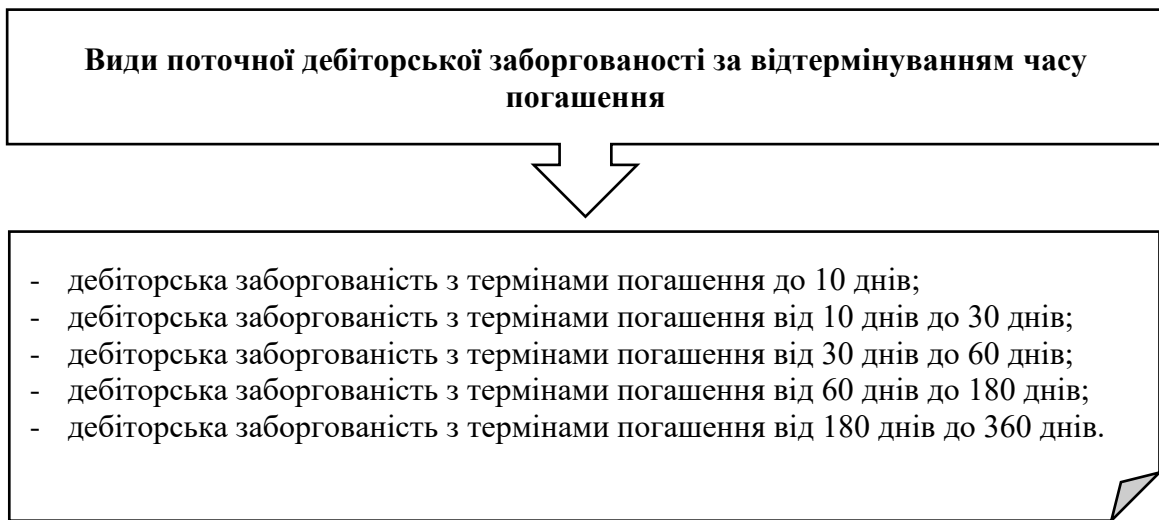 Види поточної дебіторської заборгованості за відтермінуванням часу
погашення
- дебіторська заборгованість з термінами погашення до 10 днів;
- дебіторська заборгованість з термінами погашення від 10 днів до 30 днів;
- дебіторська заборгованість з термінами погашення від 30 днів до 60 днів;
- дебіторська заборгованість з термінами погашення від 60 днів до 180 днів;
- дебіторська заборгованість з термінами погашення від 180 днів до 360 днів.